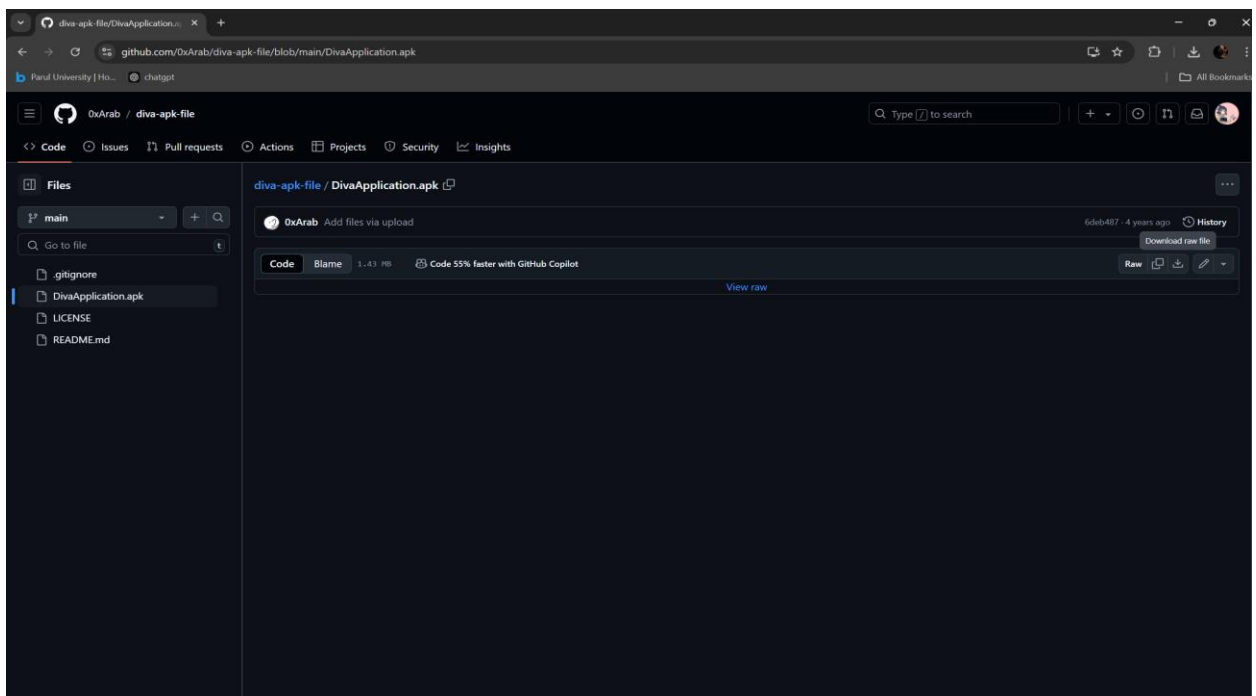 diva-apk-file/DivaApplication.a
github.com/0xArab/diva-apk-file/blob/main/DivaApplication.apk
Parul University | Ho... chatgpt All Bookmarks
0xArab / diva-apk-file Type / to search
Code Issues Pull requests Actions Projects Security Insights
Files diva-apk-file / DivaApplication.apk
main 0xArab Add files via upload 6deb487 · 4 years ago History
Go to file t Download raw file
Code Blame 1.43 MB Code 55% faster with GitHub Copilot Raw
.gitignore View raw
DivaApplication.apk
LICENSE
README.md